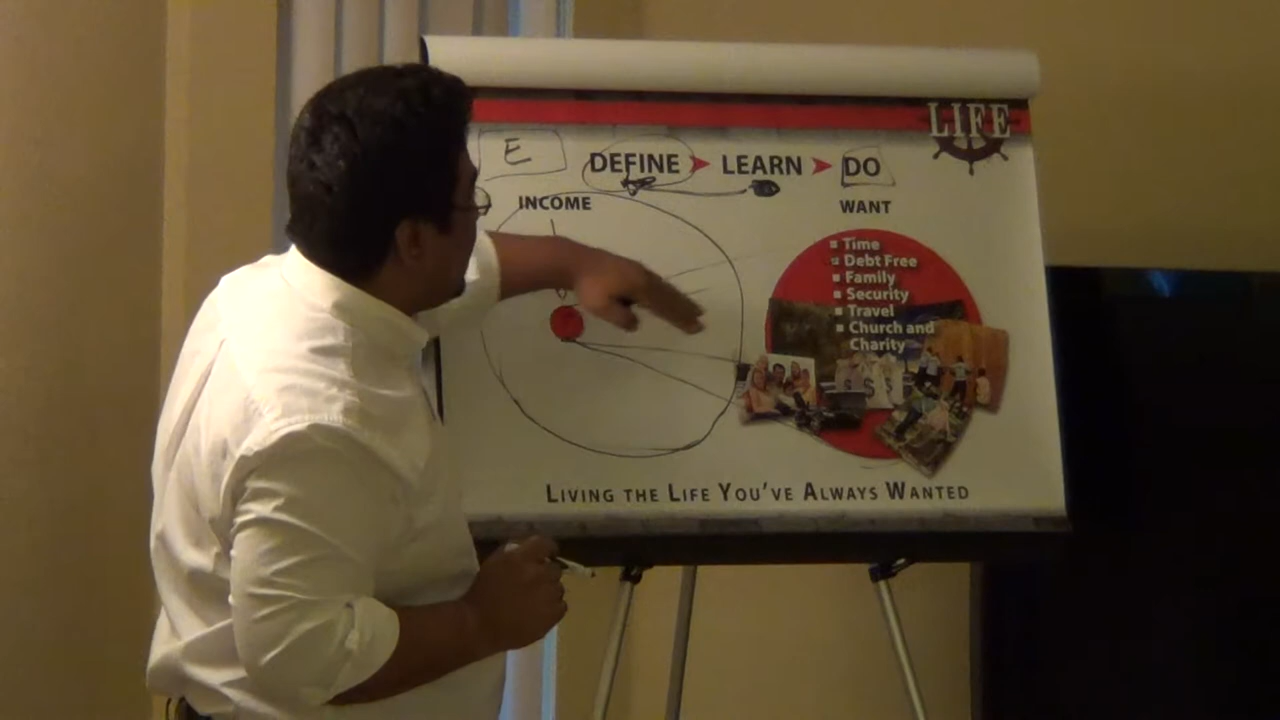 LIFE
E
DEFINE LEARN DO
INCOME
WANT
Time
Debt Free
Family
Security
Travel
Church and
Charity
LIVING THE LIFE YOU'VE ALWAYS WANTED